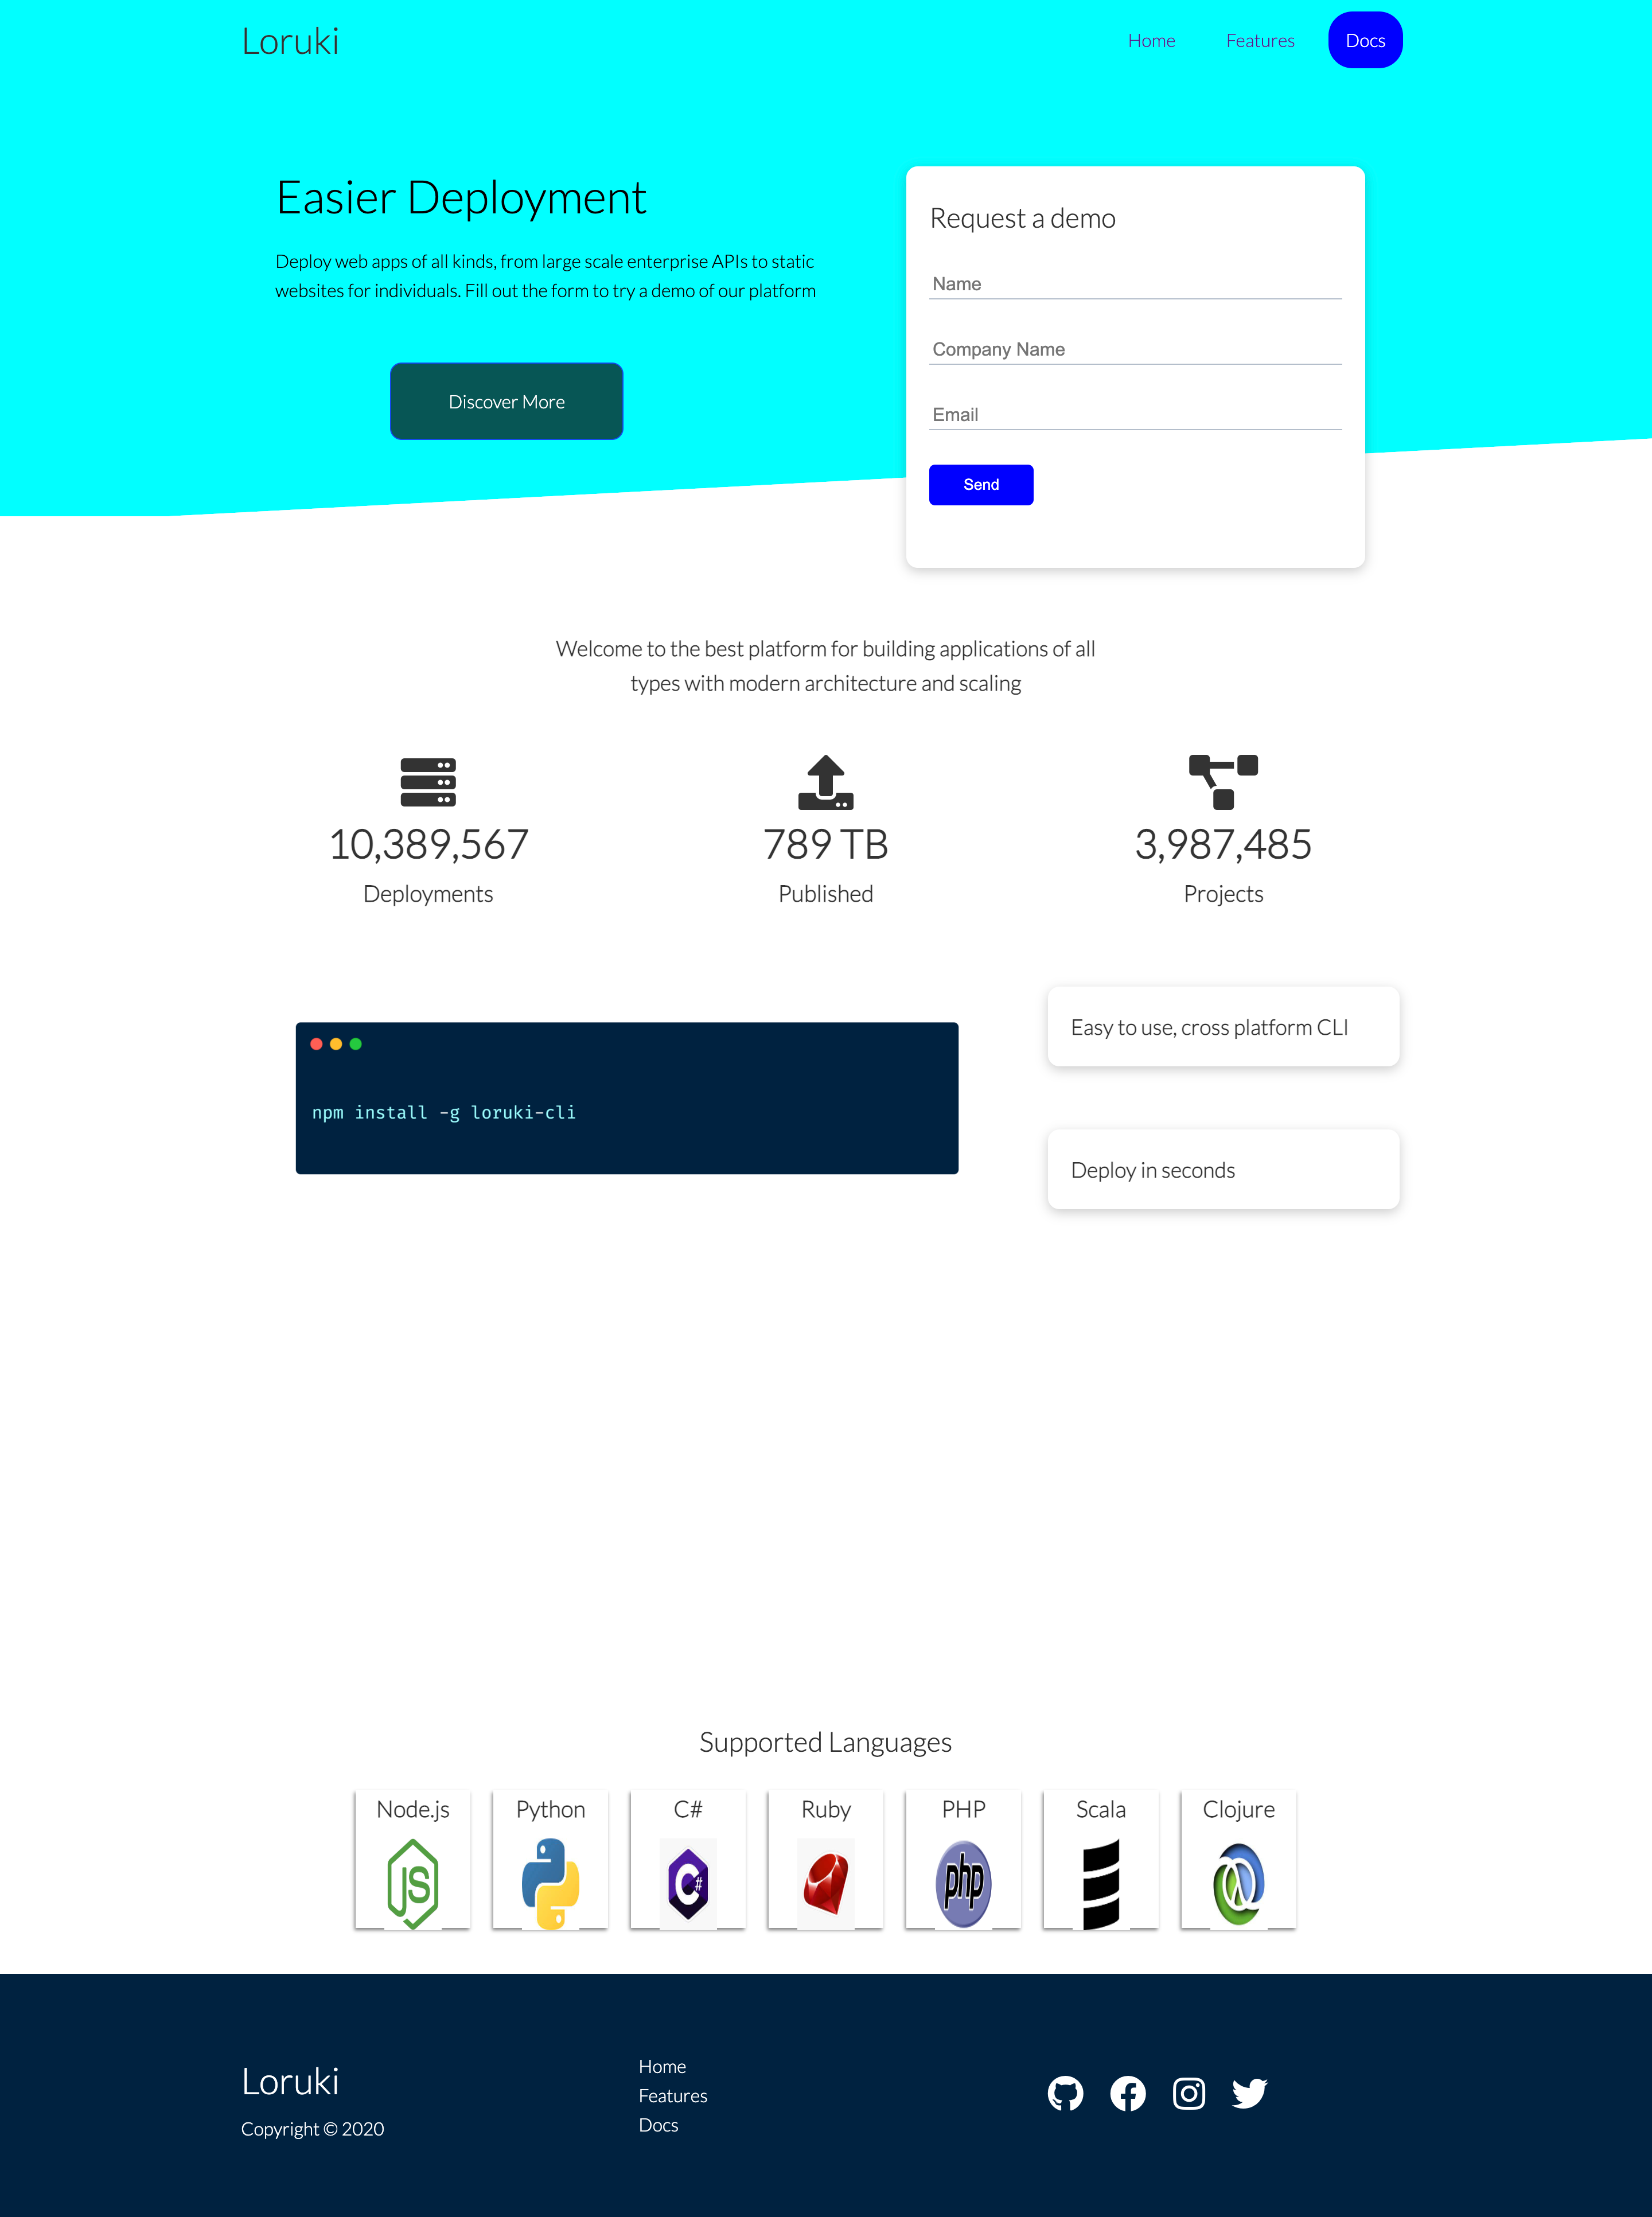 Loruki
Home
Features
Docs
Easier Deployment
Deploy web apps of all kinds, from large scale enterprise APIs to static
websites for individuals. Fill out the form to try a demo of our platform
Discover More
Request a demo
Name
Company Name
Email
Send
Welcome to the best platform for building applications of all
types with modern architecture and scaling
10,389,567
Deployments
789 TB
Published
3,987,485
Projects
npm install -g loruki-cli
Easy to use, cross platform CLI
Deploy in seconds
Supported Languages
Node.js
JS
Python
C#
C#
Ruby
PHP
php
Scala
Clojure
Loruki
Copyright © 2020
Home
Features
Docs